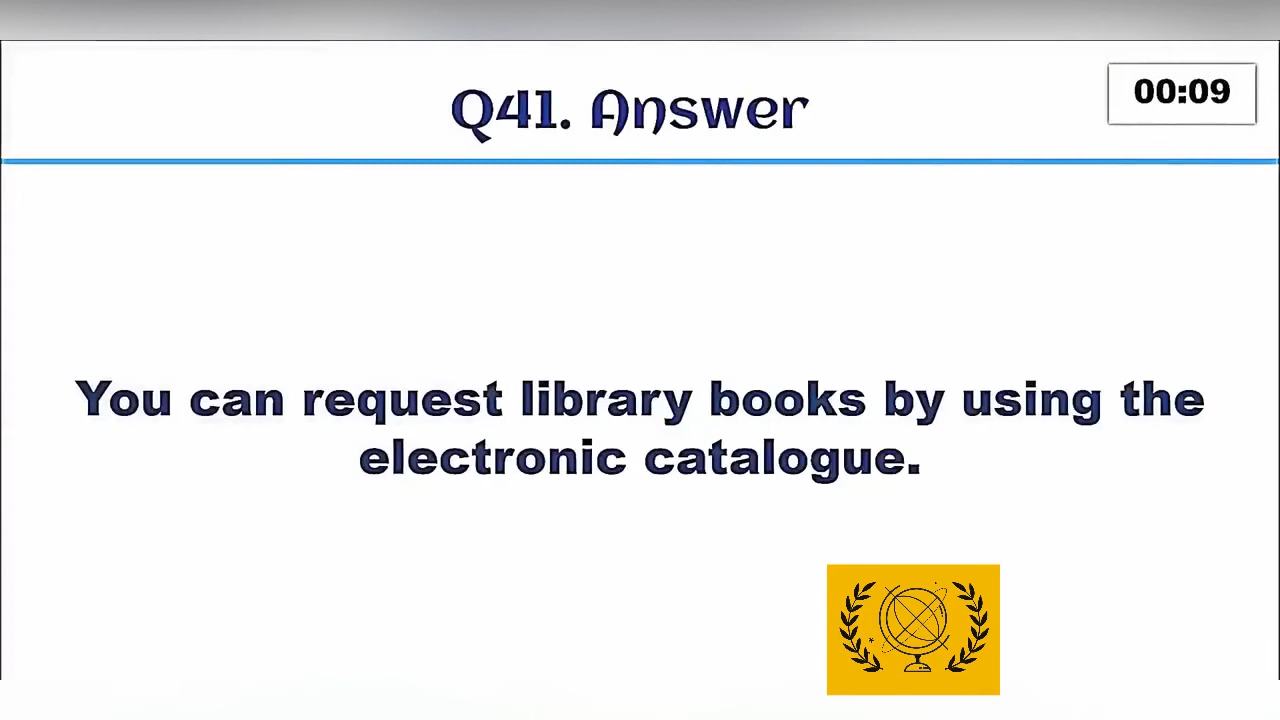 Q41. Answer
00:09
You can request library books by using the
electronic catalogue.